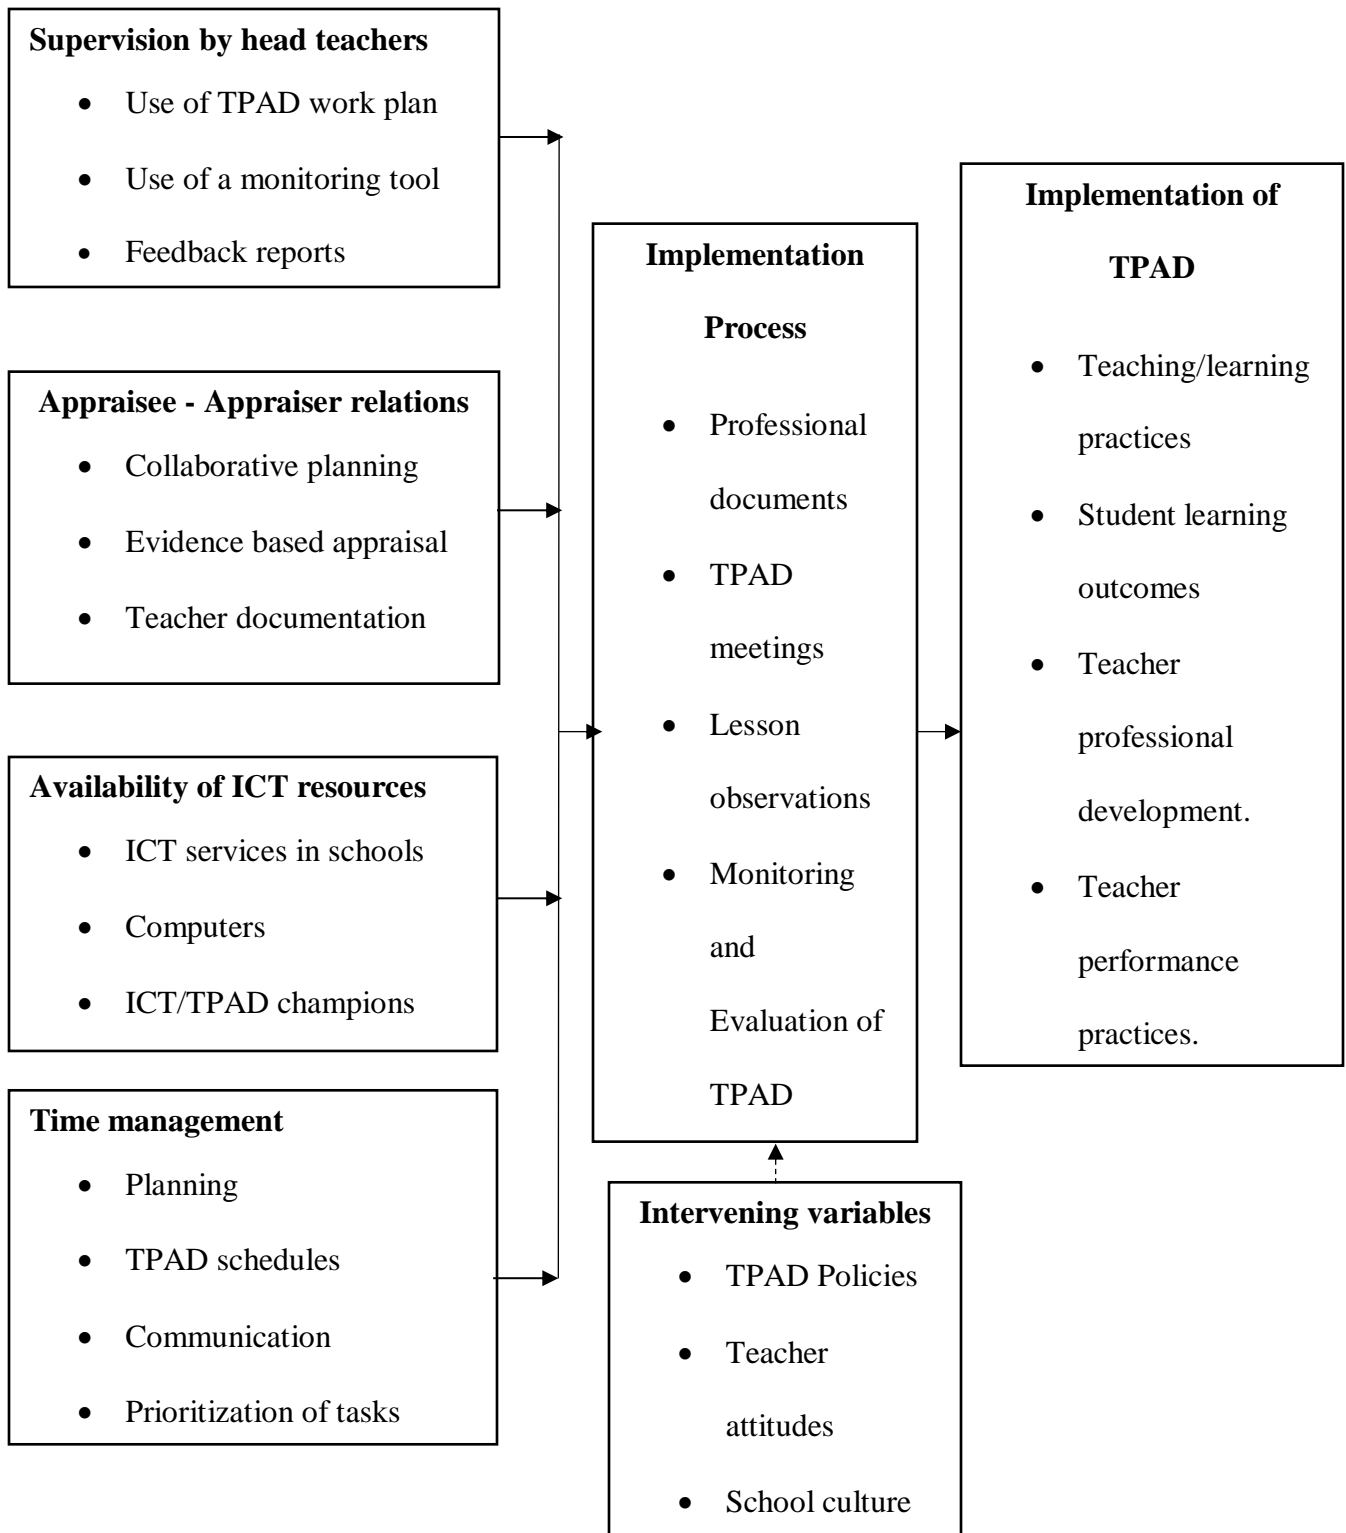 Supervision by head teachers
• Use of TPAD work plan
• Use of a monitoring tool
• Feedback reports
Appraisee - Appraiser relations
• Collaborative planning
• Evidence based appraisal
• Teacher documentation
Availability of ICT resources
• ICT services in schools
• Computers
• ICT/TPAD champions
Time management
• Planning
• TPAD schedules
• Communication
• Prioritization of tasks
Implementation
Process
• Professional
documents
• TPAD
meetings
• Lesson
observations
• Monitoring
and
Evaluation of
TPAD
Intervening variables
• TPAD Policies
• Teacher
attitudes
• School culture
Implementation of
TPAD
• Teaching/learning
practices
• Student learning
outcomes
• Teacher
professional
development.
• Teacher
performance
practices.